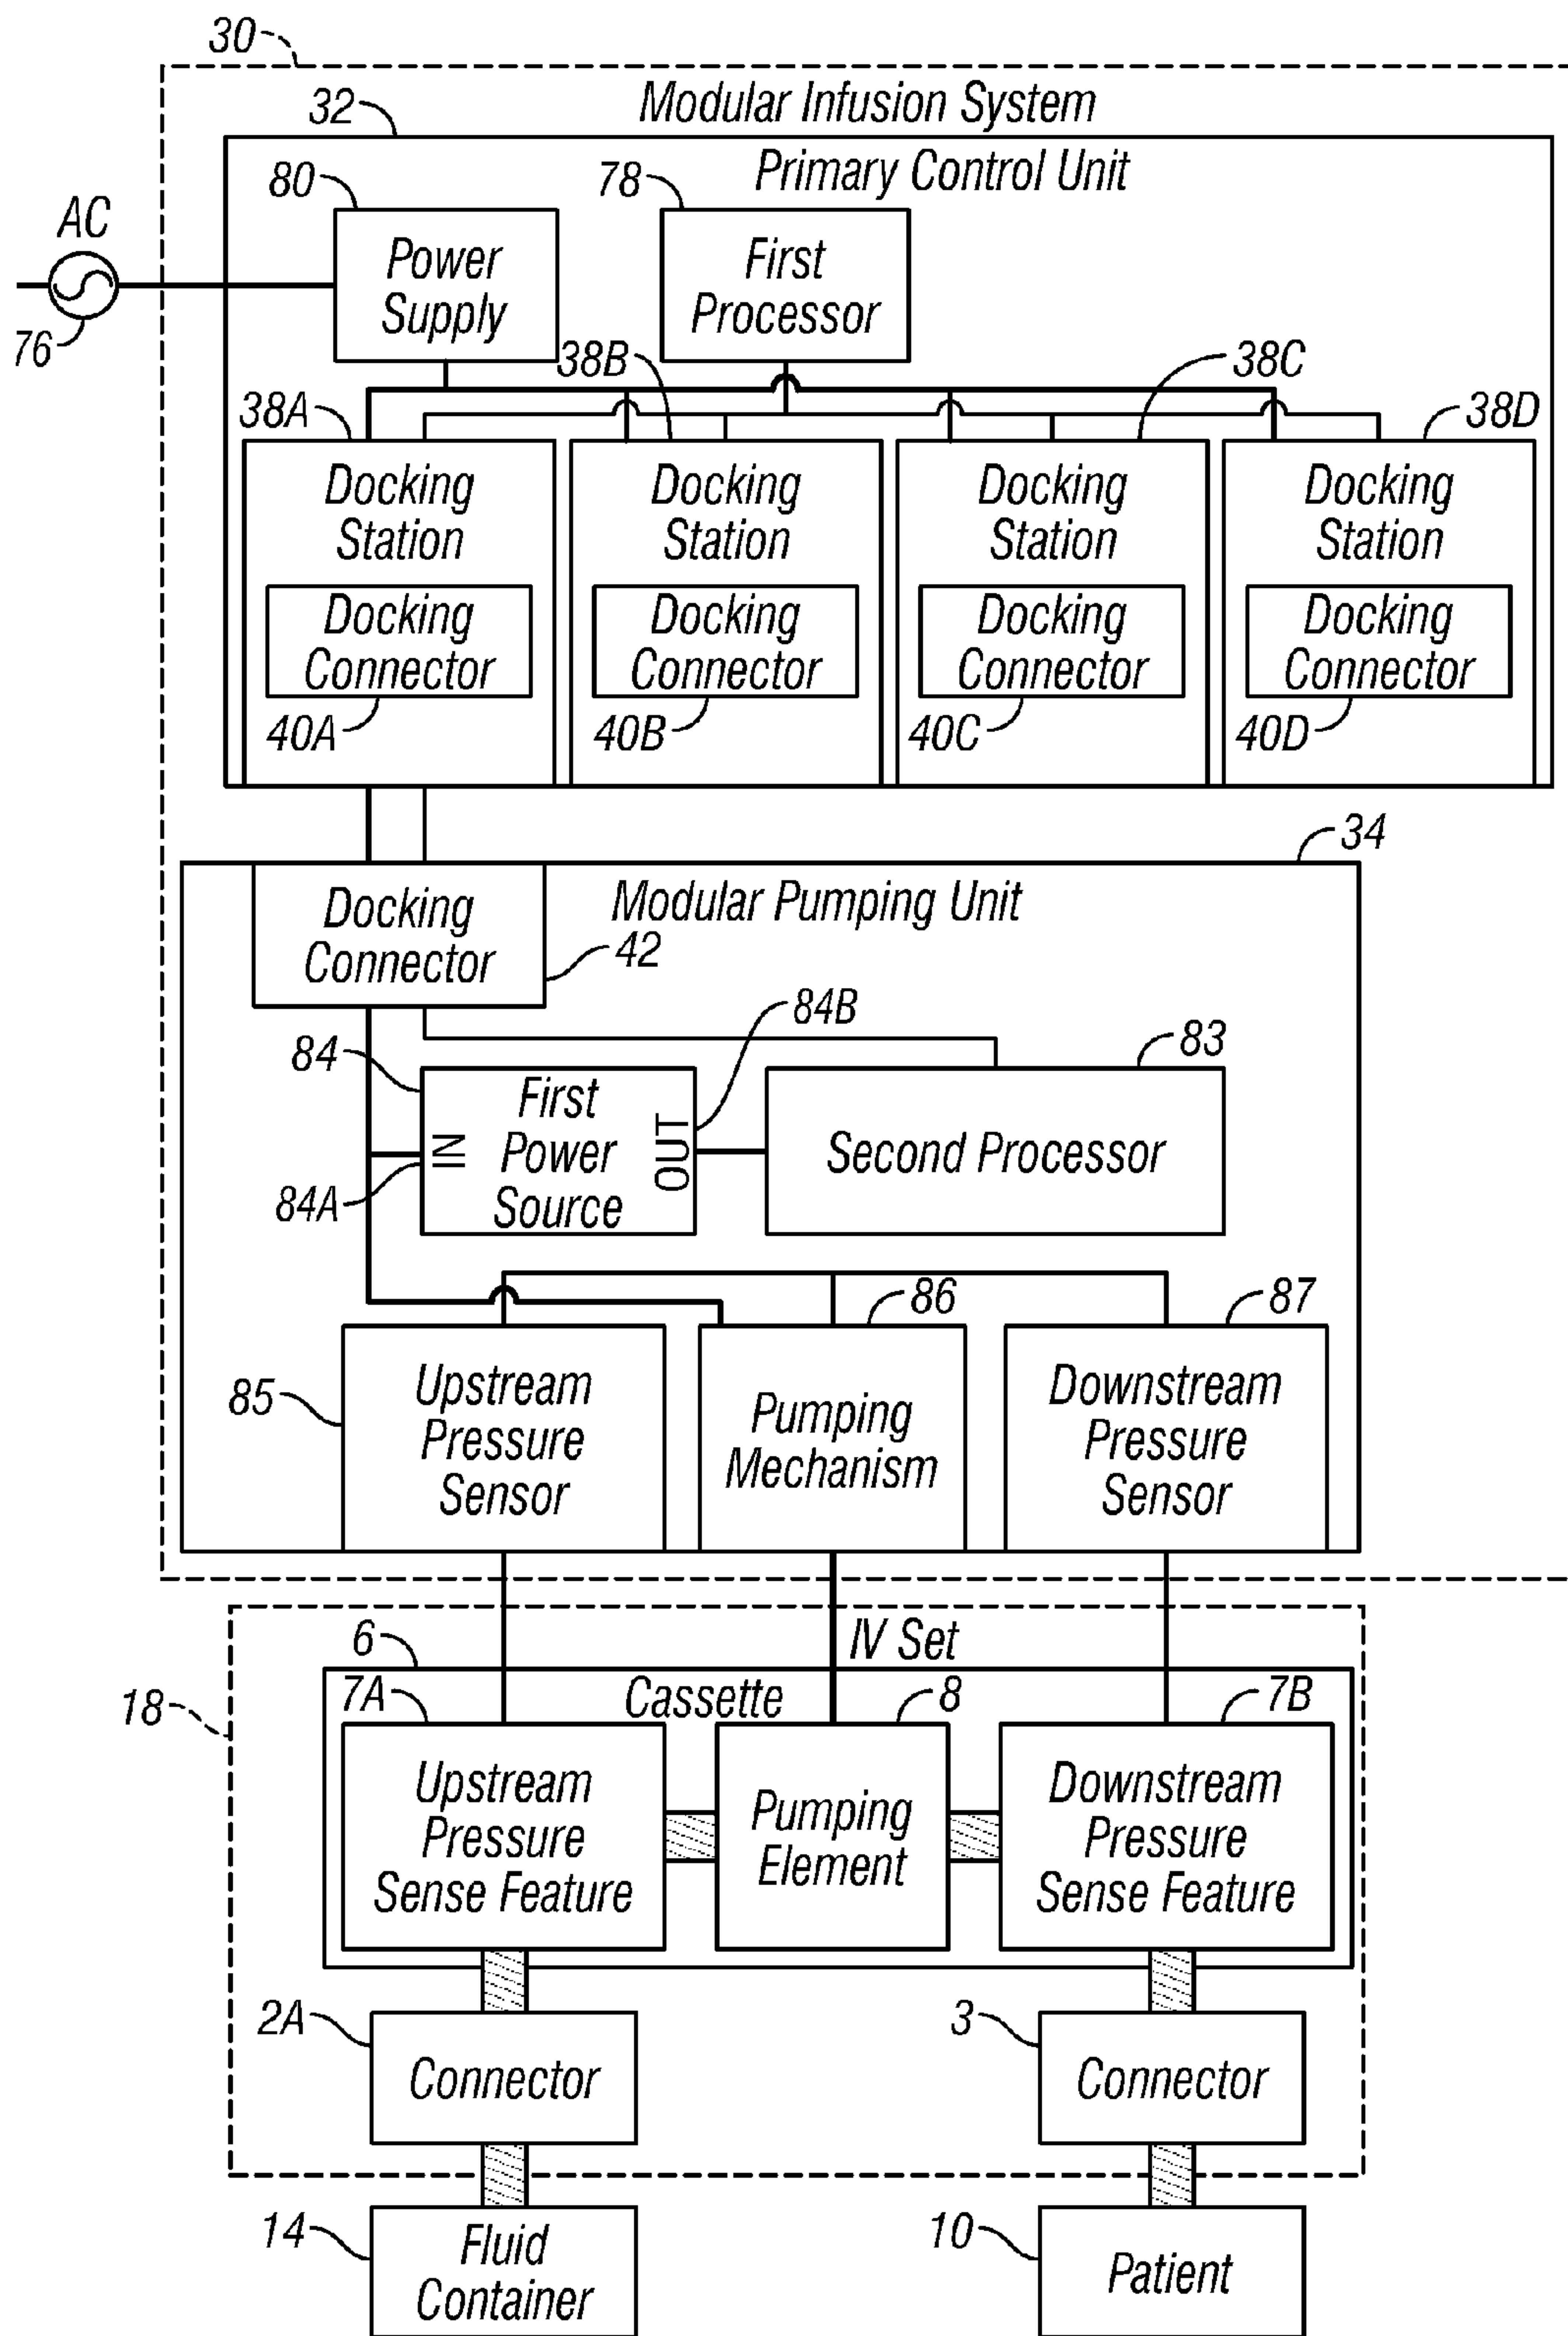 30
Modular Infusion System
32
Primary Control Unit
80
78
AC
Power
Supply
First
Processor
76
38B
38C
38A
38D
Docking
Station
Docking
Connector
40A
Docking
Station
Docking
Connector
40B
Docking
Station
Docking
Connector
40C
Docking
Station
Docking
Connector
40D
34
Docking
Connector
Modular Pumping Unit
42
84B
84
83
First
Power
Source
IN
OUT
84A
Second Processor
86
87
85
Upstream
Pressure
Sensor
Pumping
Mechanism
Downstream
Pressure
Sensor
IV Set
6
7A
Cassette
8
7B
18
Upstream
Pressure
Sense Feature
Pumping
Element
Downstream
Pressure
Sense Feature
2A
Connector
3
Connector
14
Fluid
Container
10
Patient